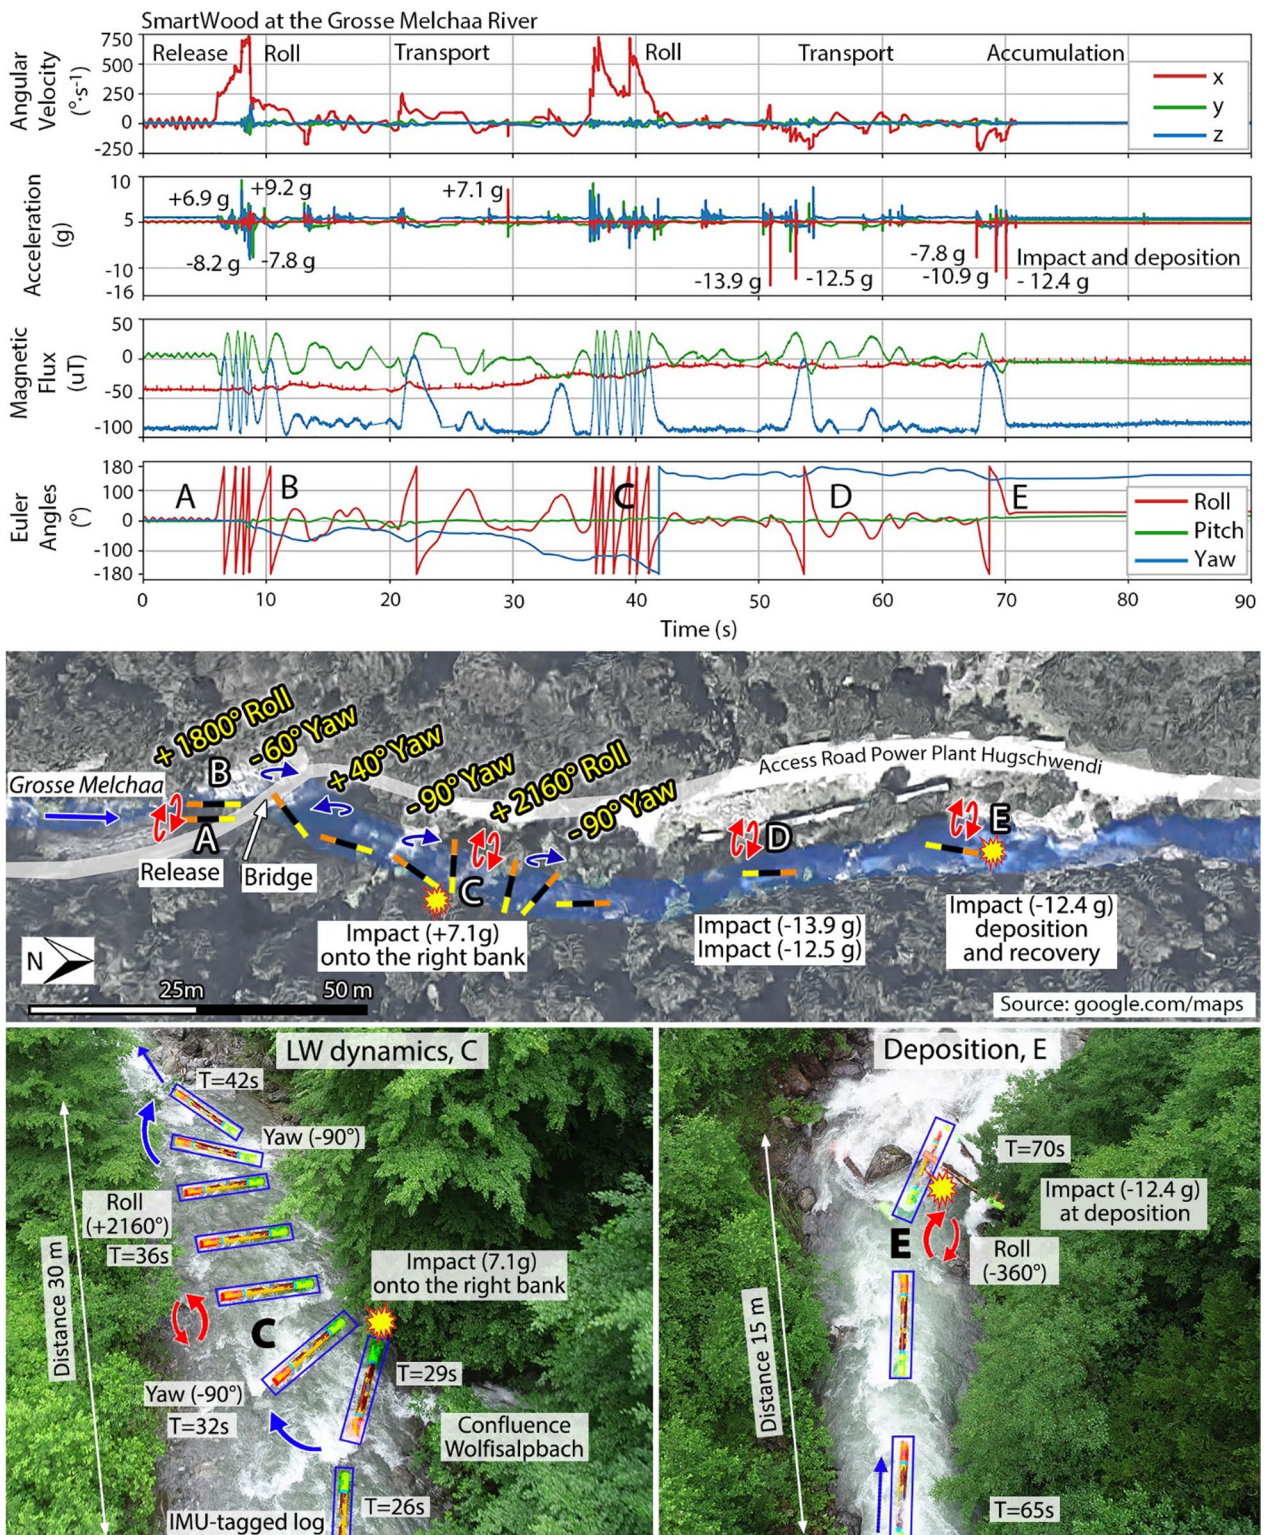 SmartWood at the Grosse Melchaa River
Angular
Velocity
(°·s-1)
750
500
250
0
-250
Release
Roll
Transport
Roll
Transport
Accumulation
x
y
z
Acceleration
(g)
10
5
-10
-16
+6.9 g
+9.2 g
-8.2 g
-7.8 g
+7.1 g
-13.9 g
-12.5 g
-7.8 g
-10.9 g
Impact and deposition
- 12.4 g
Magnetic
Flux
(uT)
50
0
-50
-100
Euler
Angles
(°)
180
100
0
-100
-180
A
B
C
D
E
Roll
Pitch
Yaw
0
10
20
30
40
50
60
70
80
90
Time (s)
+ 1800° Roll
- 60° Yaw
+ 40° Yaw
- 90° Yaw
+ 2160° Roll
- 90° Yaw
Access Road Power Plant Hugschwendi
Grosse Melchaa
B
A
Release
Bridge
C
D
E
Impact (+7.1g)
onto the right bank
Impact (-13.9 g)
Impact (-12.5 g)
Impact (-12.4 g)
deposition
and recovery
N
25m
50 m
Source: google.com/maps
LW dynamics, C
T=42s
Yaw (-90°)
Roll
(+2160°)
T=36s
Distance 30 m
Impact (7.1g)
onto the right bank
C
T=29s
Yaw (-90°)
T=32s
Confluence
Wolfisalpbach
T=26s
IMU-tagged log
Deposition, E
T=70s
Impact (-12.4 g)
at deposition
E
Roll
(-360°)
Distance 15 m
T=65s